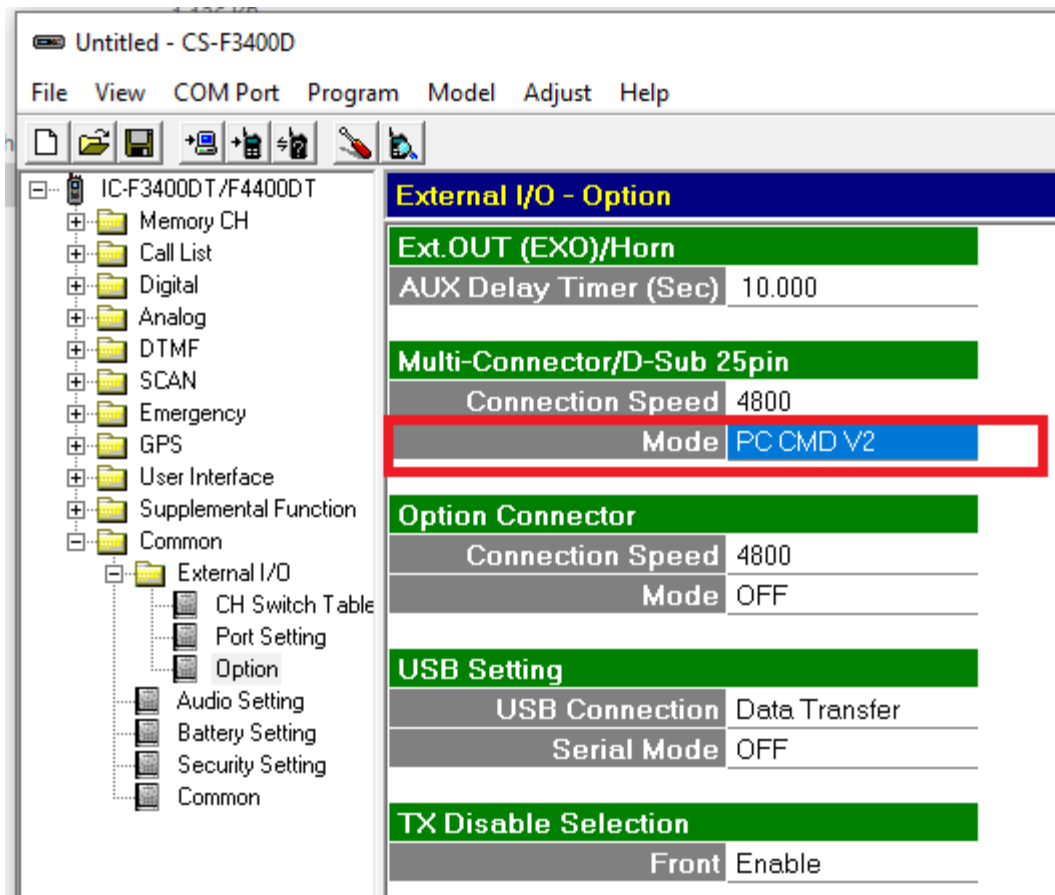 Untitled - CS-F3400D
File View COM Port Program Model Adjust Help
IC-F3400DT/F4400DT
Memory CH
Call List
Digital
Analog
DTMF
SCAN
Emergency
GPS
User Interface
Supplemental Function
Common
External I/O
CH Switch Table
Port Setting
Option
Audio Setting
Battery Setting
Security Setting
Common
External I/O - Option
Ext.OUT (EXO)/Horn
AUX Delay Timer (Sec) 10.000
Multi-Connector/D-Sub 25pin
Connection Speed 4800
Mode PC CMD V2
Option Connector
Connection Speed 4800
Mode OFF
USB Setting
USB Connection Data Transfer
Serial Mode OFF
TX Disable Selection
Front Enable